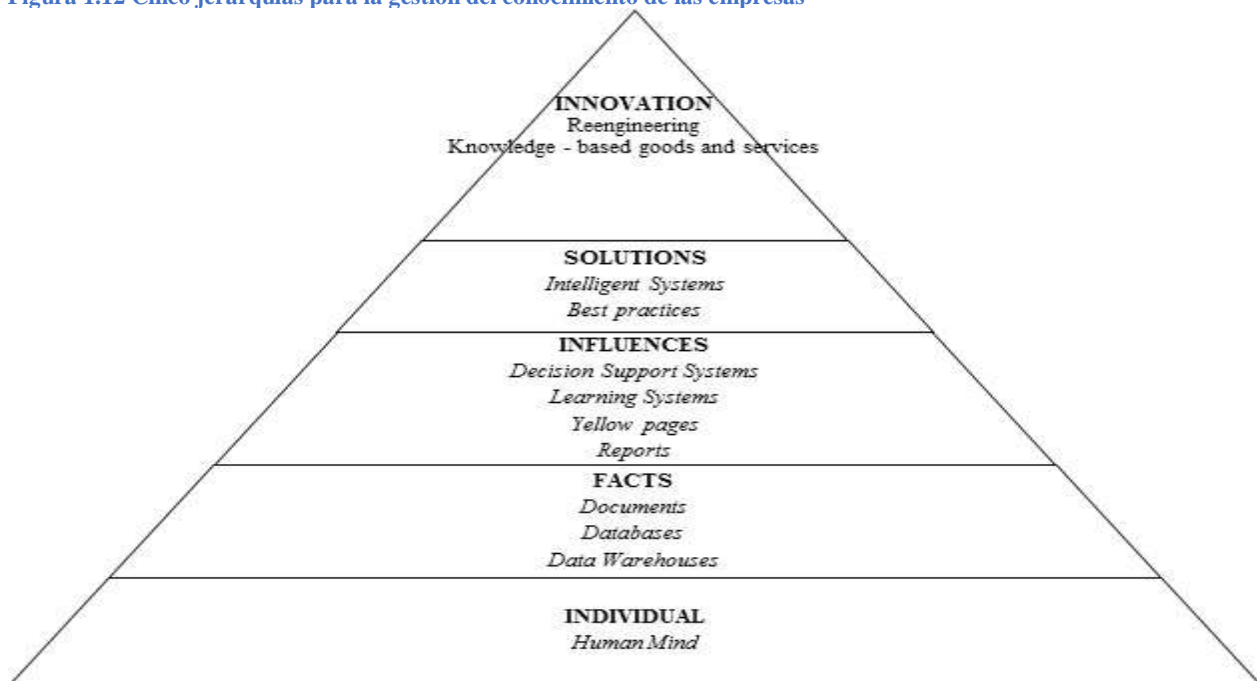 Figura 1.12 Cinco jerarquías para la gestión del conocimiento de las empresas
INNOVATION
Reengineering
Knowledge - based goods and services
SOLUTIONS
Intelligent Systems
Best practices
INFLUENCES
Decision Support Systems
Learning Systems
Yellow pages
Reports
FACTS
Documents
Databases
Data Warehouses
INDIVIDUAL
Human Mind